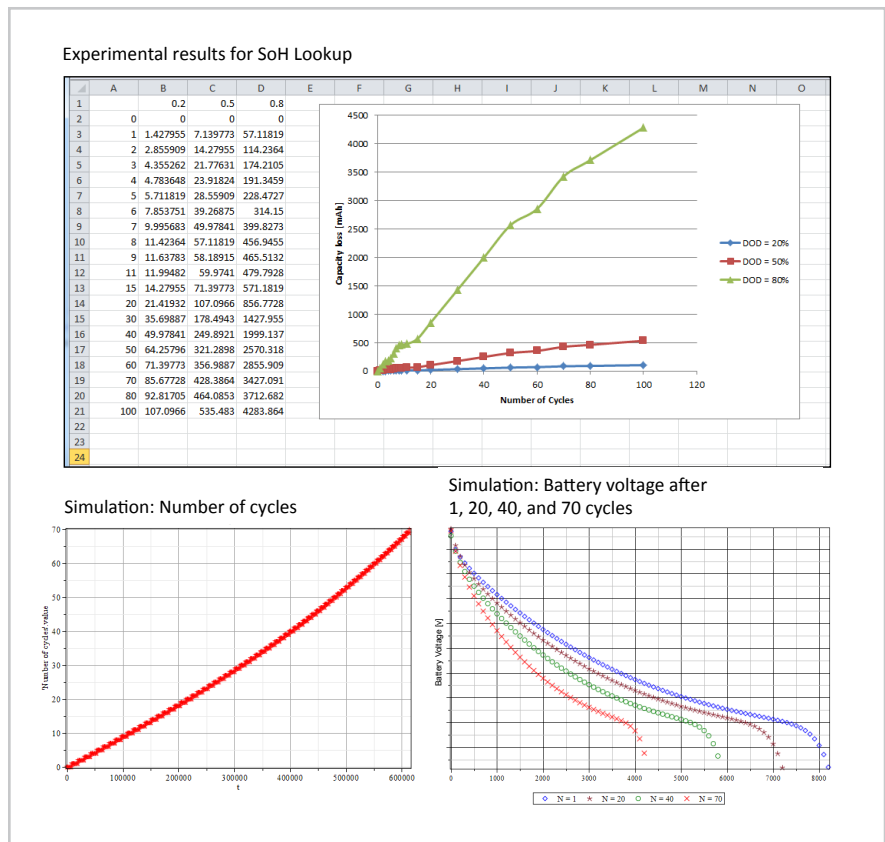 Experimental results for SoH Lookup
A B C D E F G H I J K L M N O
1 0.2 0.5 0.8
2 0 0 0 0
3 1 1.427955 7.139773 57.11819
4 2 2.855909 14.27955 114.2364
5 3 4.355262 21.77631 174.2105
6 4 4.783648 23.91824 191.3459
7 5 5.711819 28.55909 228.4727
8 6 7.853751 39.26875 314.15
9 7 9.995683 49.97841 399.8273
10 8 11.42364 57.11819 456.9455
11 9 11.63783 58.18915 465.5132
12 11 11.99482 59.9741 479.7928
13 15 14.27955 71.39773 571.1819
14 20 21.41932 107.0966 856.7728
15 30 35.69887 178.4943 1427.955
16 40 49.97841 249.8921 1999.137
17 50 64.25796 321.2898 2570.318
18 60 71.39773 356.9887 2855.909
19 70 85.67728 428.3864 3427.091
20 80 92.81705 464.0853 3712.682
21 100 107.0966 535.483 4283.864
22
23
24
4500
4000
3500
3000
2500
2000
1500
1000
500
0
Capacity loss [mAh]
0 20 40 60 80 100 120
Number of Cycles
DOD = 20%
DOD = 50%
DOD = 80%
Simulation: Number of cycles
70
60
50
40
30
20
10
0
'Number of cycles' value
0 100000 200000 300000 400000 500000 600000
t
Simulation: Battery voltage after
1, 20, 40, and 70 cycles
Battery Voltage [v]
0 1000 2000 3000 4000 5000 6000 7000 8000
N = 1 N = 20 N = 40 N = 70